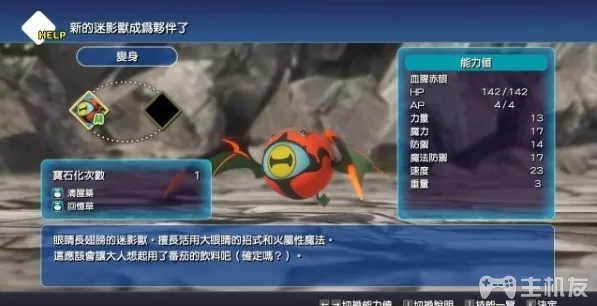 HELP
新的迷影獸成爲夥伴了
變身
能力値
血腥赤眼
HP 142/142
AP 4/4
力量 13
魔力 17
防禦 14
魔法防禦 17
速度 23
重量 3
寶石化次數 1
清醒藥
回憶草
眼睛長翅膀的迷影獸。擅長活用大眼睛的招式和火屬性魔法。
這應該會讓大人想起用了番茄的飲料吧（確定嗎？）。
切換能力値 切換說明 技能一覽 決定
主机友
zhujiyou.com